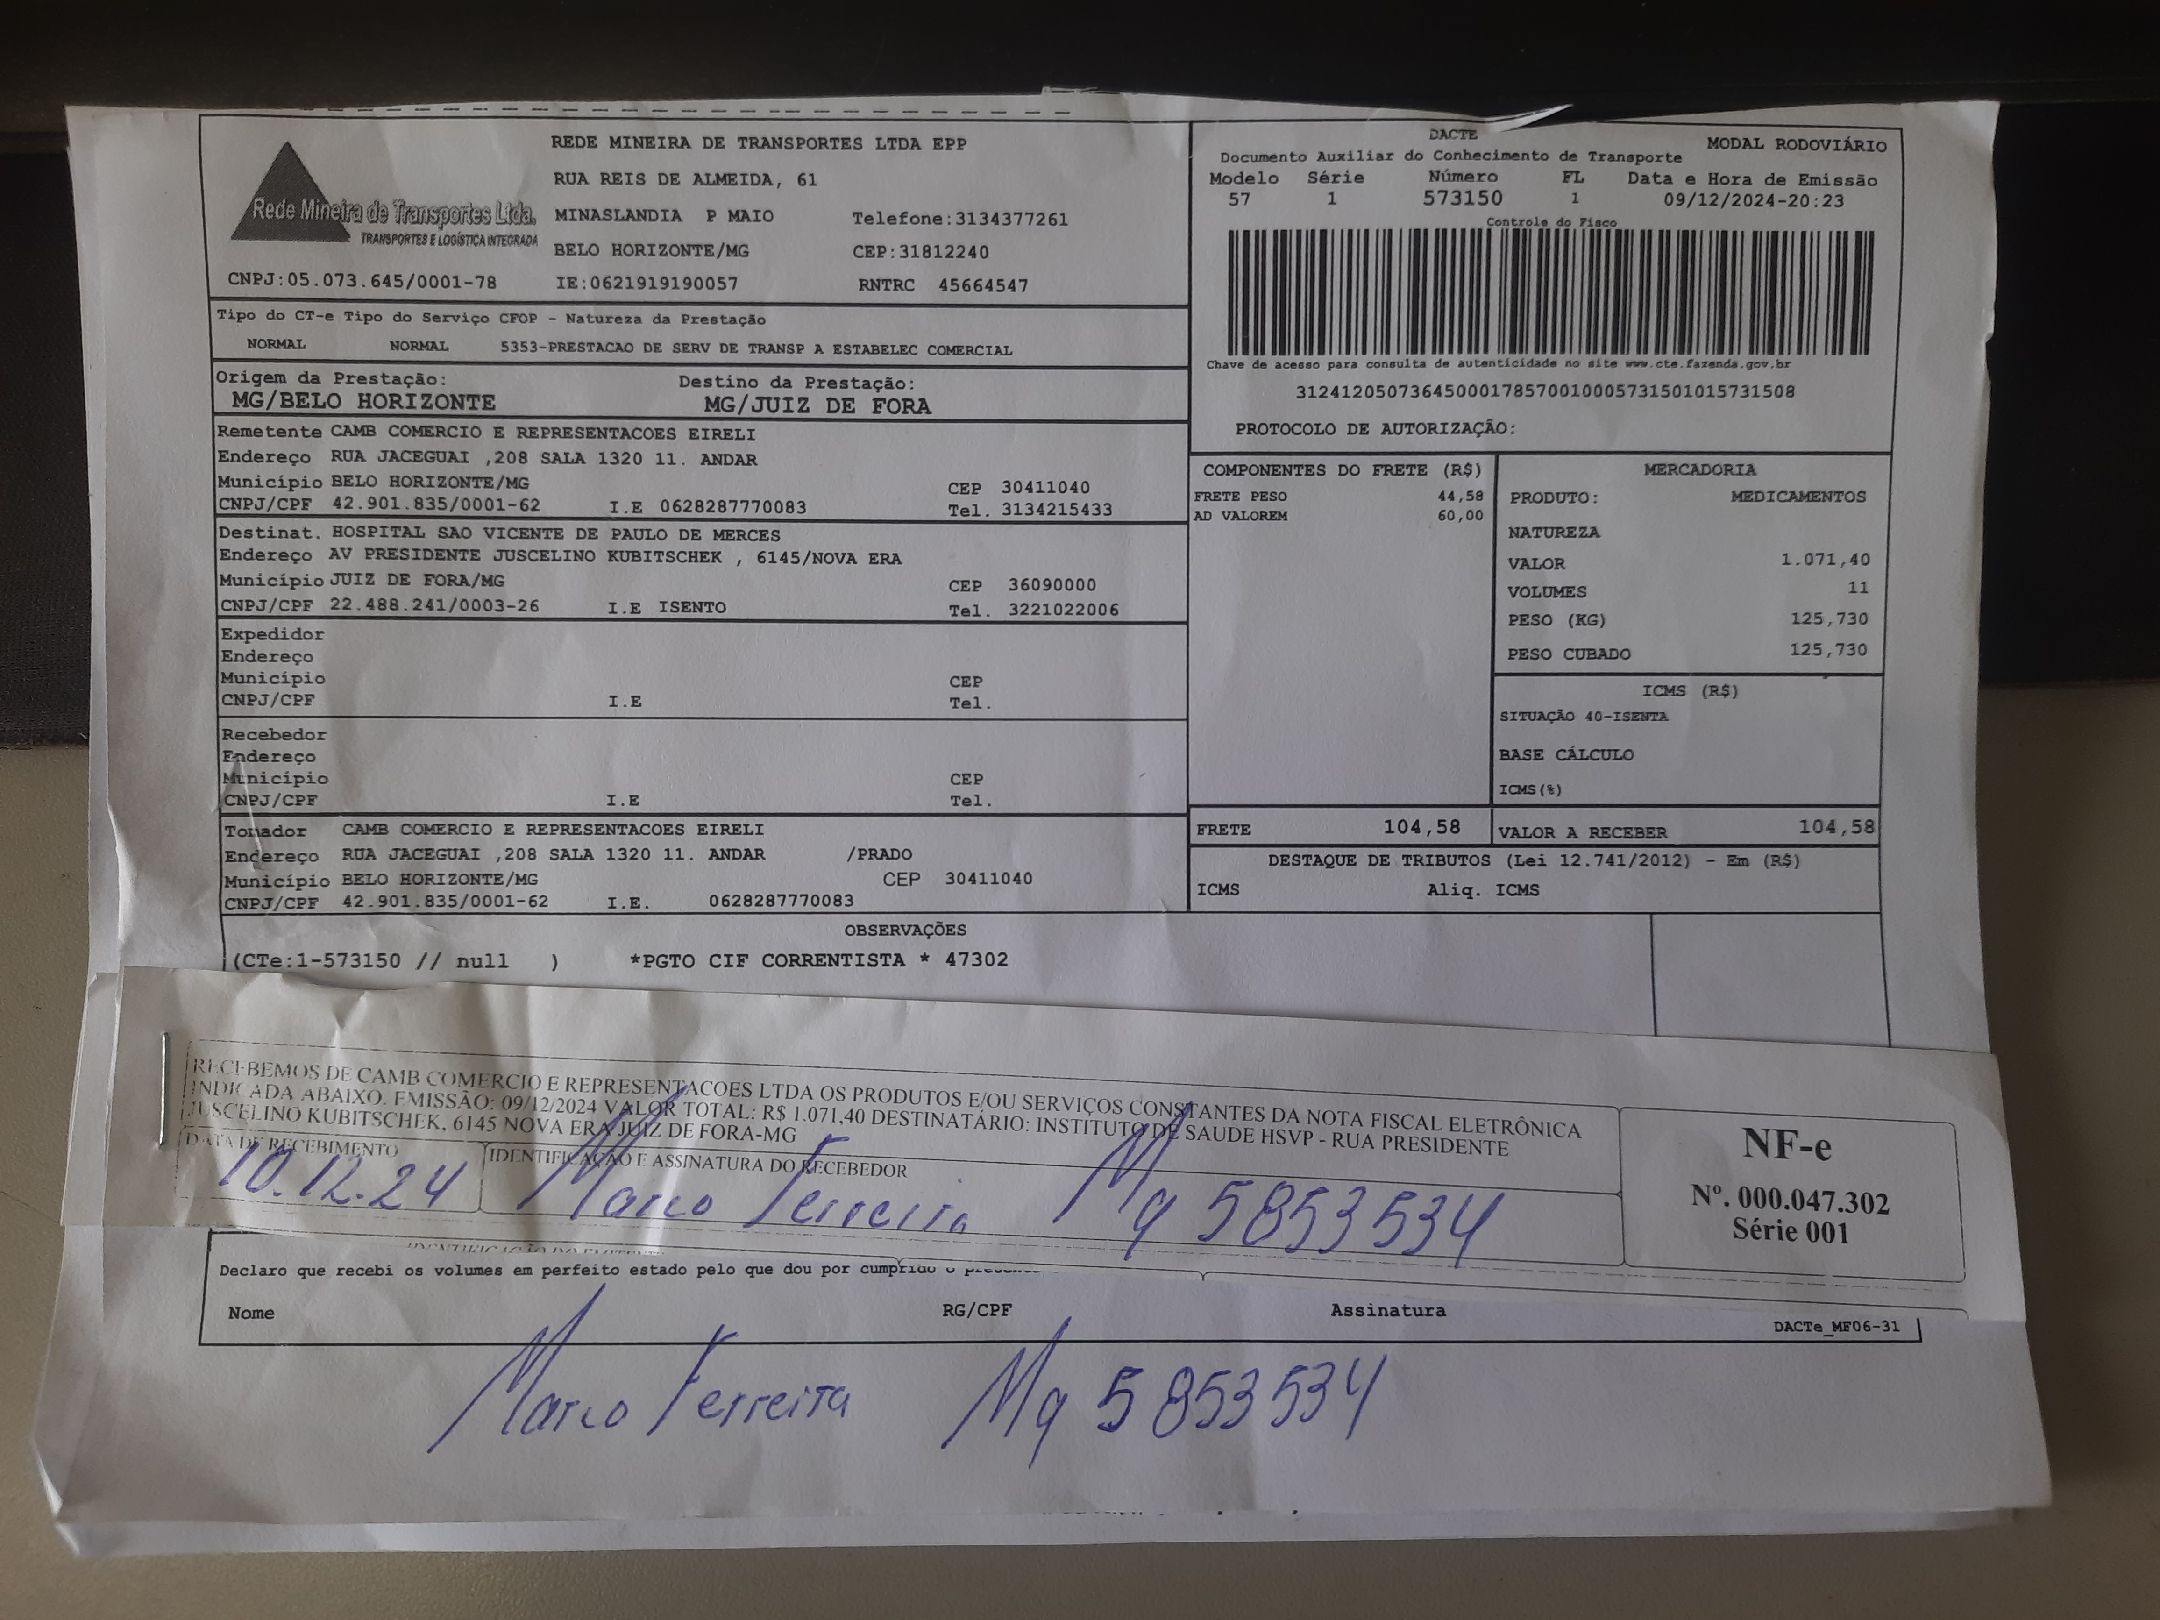 REDE MINEIRA DE TRANSPORTES LTDA EPP
RUA REIS DE ALMEIDA, 61
Rede Mineira de Transportes Ltda.
TRANSPORTES E LOGÍSTICA INTEGRADA
MINASLANDIA P MAIO Telefone:3134377261
BELO HORIZONTE/MG CEP:31812240
CNPJ:05.073.645/0001-78 IE:0621919190057 RNTRC 45664547
DACTE MODAL RODOVIÁRIO
Documento Auxiliar do Conhecimento de Transporte
Modelo Série Número FL Data e Hora de Emissão
57 1 573150 1 09/12/2024-20:23
Controle do Fisco
Chave de acesso para consulta de autenticidade no site www.cte.fazenda.gov.br
31241205073645000178570010005731501015731508
PROTOCOLO DE AUTORIZAÇÃO:
Tipo do CT-e Tipo do Serviço CFOP - Natureza da Prestação
NORMAL NORMAL 5353-PRESTACAO DE SERV DE TRANSP A ESTABELEC COMERCIAL
Origem da Prestação: Destino da Prestação:
MG/BELO HORIZONTE MG/JUIZ DE FORA
Remetente CAMB COMERCIO E REPRESENTACOES EIRELI
Endereço RUA JACEGUAI ,208 SALA 1320 11. ANDAR
Município BELO HORIZONTE/MG CEP 30411040
CNPJ/CPF 42.901.835/0001-62 I.E 0628287770083 Tel. 3134215433
Destinat. HOSPITAL SAO VICENTE DE PAULO DE MERCES
Endereço AV PRESIDENTE JUSCELINO KUBITSCHEK , 6145/NOVA ERA
Município JUIZ DE FORA/MG CEP 36090000
CNPJ/CPF 22.488.241/0003-26 I.E ISENTO Tel. 3221022006
Expedidor
Endereço
Município CEP
CNPJ/CPF I.E Tel.
Recebedor
Endereço
Município CEP
CNPJ/CPF I.E Tel.
Tomador CAMB COMERCIO E REPRESENTACOES EIRELI
Endereço RUA JACEGUAI ,208 SALA 1320 11. ANDAR /PRADO
Município BELO HORIZONTE/MG CEP 30411040
CNPJ/CPF 42.901.835/0001-62 I.E. 0628287770083
COMPONENTES DO FRETE (R$)
FRETE PESO 44,58
AD VALOREM 60,00
MERCADORIA
PRODUTO: MEDICAMENTOS
NATUREZA
VALOR 1.071,40
VOLUMES 11
PESO (KG) 125,730
PESO CUBADO 125,730
ICMS (R$)
SITUAÇÃO 40-ISENTA
BASE CÁLCULO
ICMS(%)
FRETE 104,58 VALOR A RECEBER 104,58
DESTAQUE DE TRIBUTOS (Lei 12.741/2012) - Em (R$)
ICMS Aliq. ICMS
OBSERVAÇÕES
(CTe:1-573150 // null ) *PGTO CIF CORRENTISTA * 47302
RECEBEMOS DE CAMB COMERCIO E REPRESENTACOES LTDA OS PRODUTOS E/OU SERVIÇOS CONSTANTES DA NOTA FISCAL ELETRÔNICA
INDICADA ABAIXO. EMISSÃO: 09/12/2024 VALOR TOTAL: R$ 1.071,40 DESTINATÁRIO: INSTITUTO DE SAUDE HSVP - RUA PRESIDENTE
JUSCELINO KUBITSCHEK, 6145 NOVA ERA JUIZ DE FORA-MG
DATA DE RECEBIMENTO IDENTIFICAÇÃO E ASSINATURA DO RECEBEDOR
10.12.24 Marco Ferreira Mg 5853534
NF-e
Nº. 000.047.302
Série 001
IDENTIFICAÇÃO DO EMITENTE
Declaro que recebi os volumes em perfeito estado pelo que dou por cumprido o
Nome RG/CPF Assinatura
DACTe_MF06-31
Marco Ferreira Mg 5853534